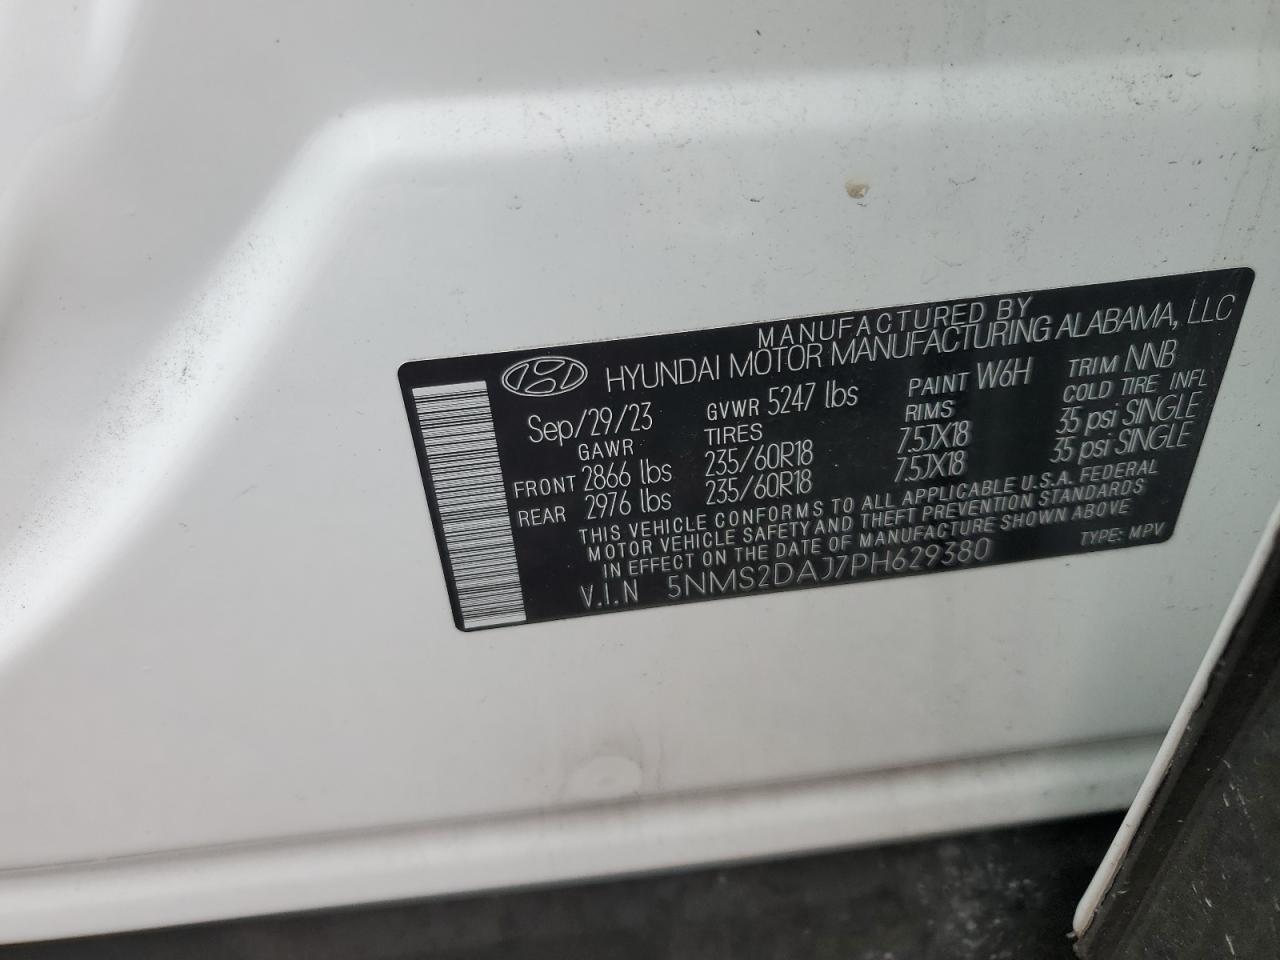 MANUFACTURED BY
HYUNDAI MOTOR MANUFACTURING ALABAMA, LLC
Sep/29/23 GVWR 5247 lbs PAINT W6H TRIM NNB
GAWR TIRES RIMS COLD TIRE INFL
FRONT 2866 lbs 235/60R18 7.5JX18 35 psi SINGLE
REAR 2976 lbs 235/60R18 7.5JX18 35 psi SINGLE
THIS VEHICLE CONFORMS TO ALL APPLICABLE U.S.A. FEDERAL
MOTOR VEHICLE SAFETY AND THEFT PREVENTION STANDARDS
IN EFFECT ON THE DATE OF MANUFACTURE SHOWN ABOVE
V.I.N 5NMS2DAJ7PH629380 TYPE: MPV